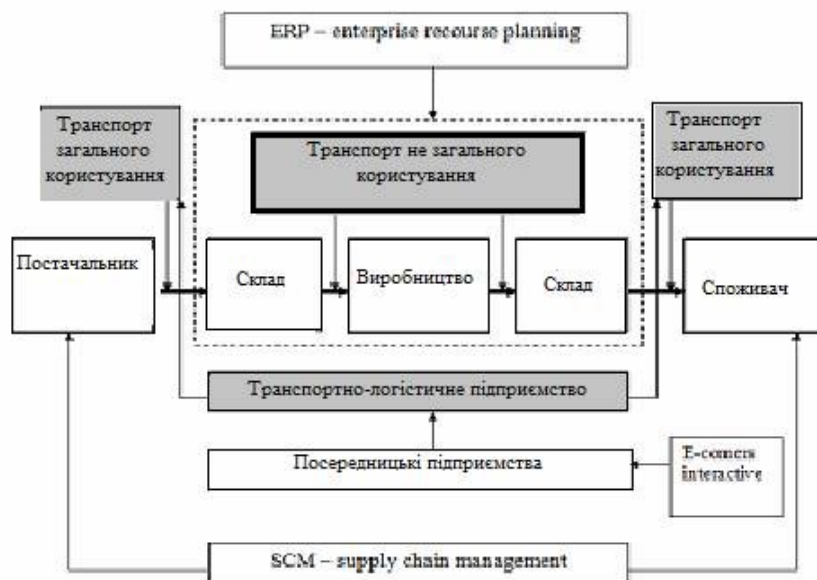 ERP – enterprise recourse planning
Транспорт
загального
користування
Транспорт не загального
користування
Транспорт
загального
користування
Постачальник
Склад
Виробництво
Склад
Споживач
Транспортно-логістичне підприємство
Посередницькі підприємства
E-comers
interactive
SCM – supply chain management